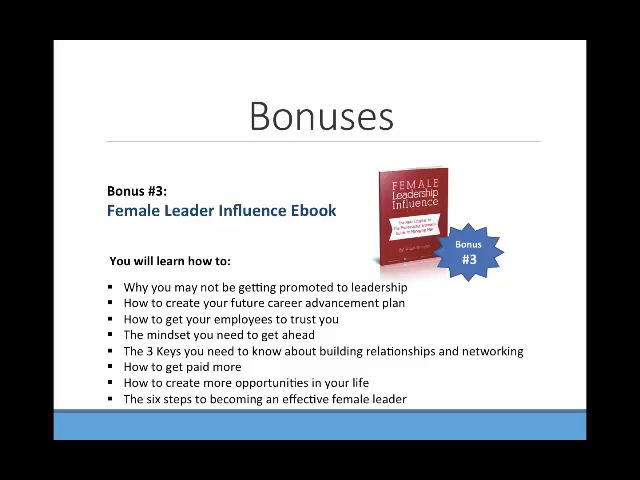 Bonuses
Bonus #3:
Female Leader Influence Ebook
FEMALE
Leadership
Influence
Bonus
#3
You will learn how to:
▪ Why you may not be getting promoted to leadership
▪ How to create your future career advancement plan
▪ How to get your employees to trust you
▪ The mindset you need to get ahead
▪ The 3 Keys you need to know about building relationships and networking
▪ How to get paid more
▪ How to create more opportunities in your life
▪ The six steps to becoming an effective female leader